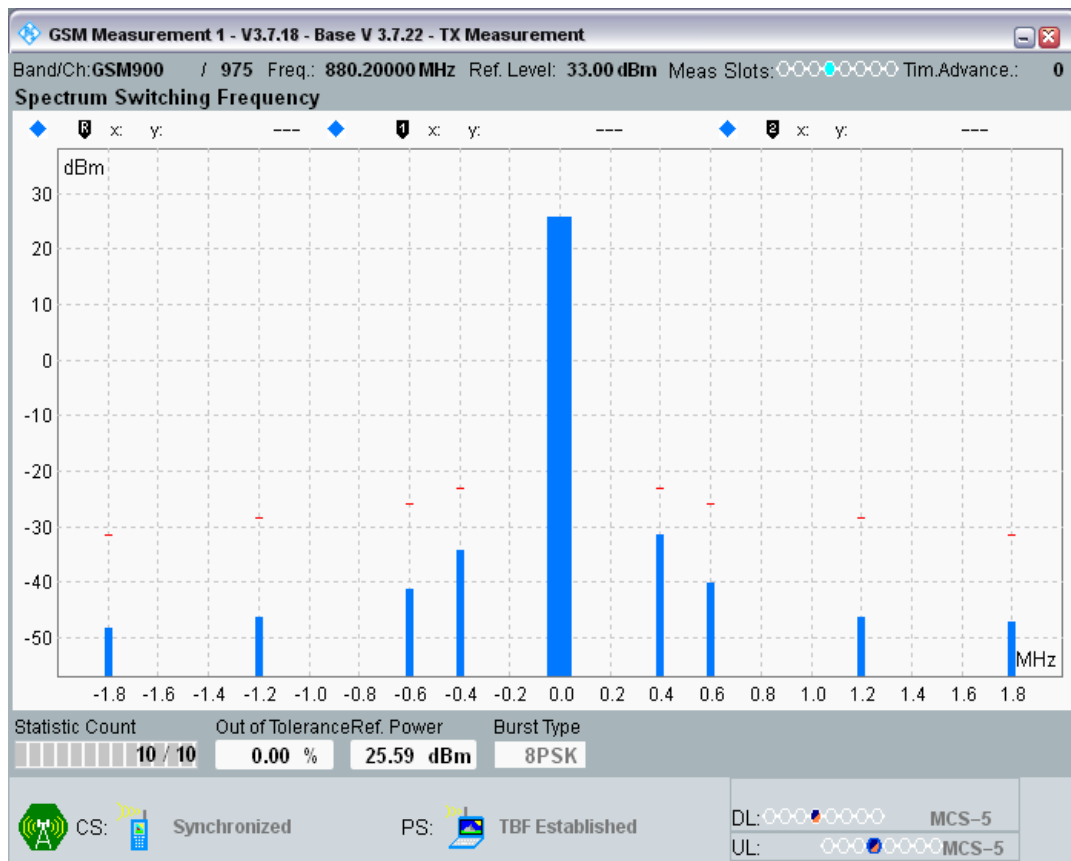 GSM Measurement 1 - V3.7.18 - Base V 3.7.22 - TX Measurement
Band/Ch:GSM900 / 975 Freq.: 880.20000 MHz Ref. Level: 33.00 dBm Meas Slots: Tim.Advance.: 0
Spectrum Switching Frequency
R x: y: --- 1 x: y: --- 2 x: y: ---
dBm
30
20
10
0
-10
-20
-30
-40
-50
MHz
-1.8 -1.6 -1.4 -1.2 -1.0 -0.8 -0.6 -0.4 -0.2 0.0 0.2 0.4 0.6 0.8 1.0 1.2 1.4 1.6 1.8
Statistic Count Out of Tolerance Ref. Power Burst Type
10 / 10 0.00 % 25.59 dBm 8PSK
CS: Synchronized PS: TBF Established
DL: MCS-5
UL: MCS-5